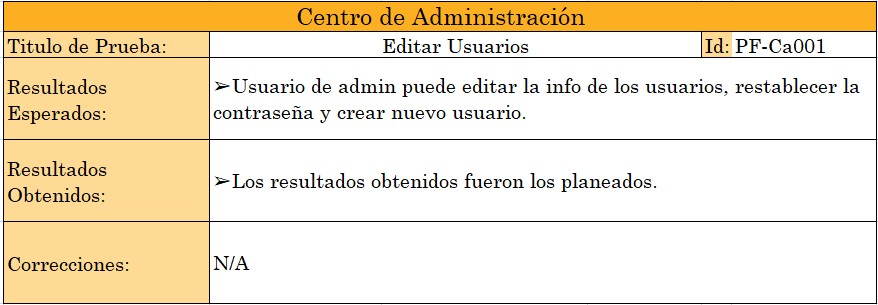 Centro de Administración
Titulo de Prueba: Editar Usuarios Id: PF-Ca001
Resultados
Esperados:
➢Usuario de admin puede editar la info de los usuarios, restablecer la
contraseña y crear nuevo usuario.
Resultados
Obtenidos:
➢Los resultados obtenidos fueron los planeados.
Correcciones: N/A